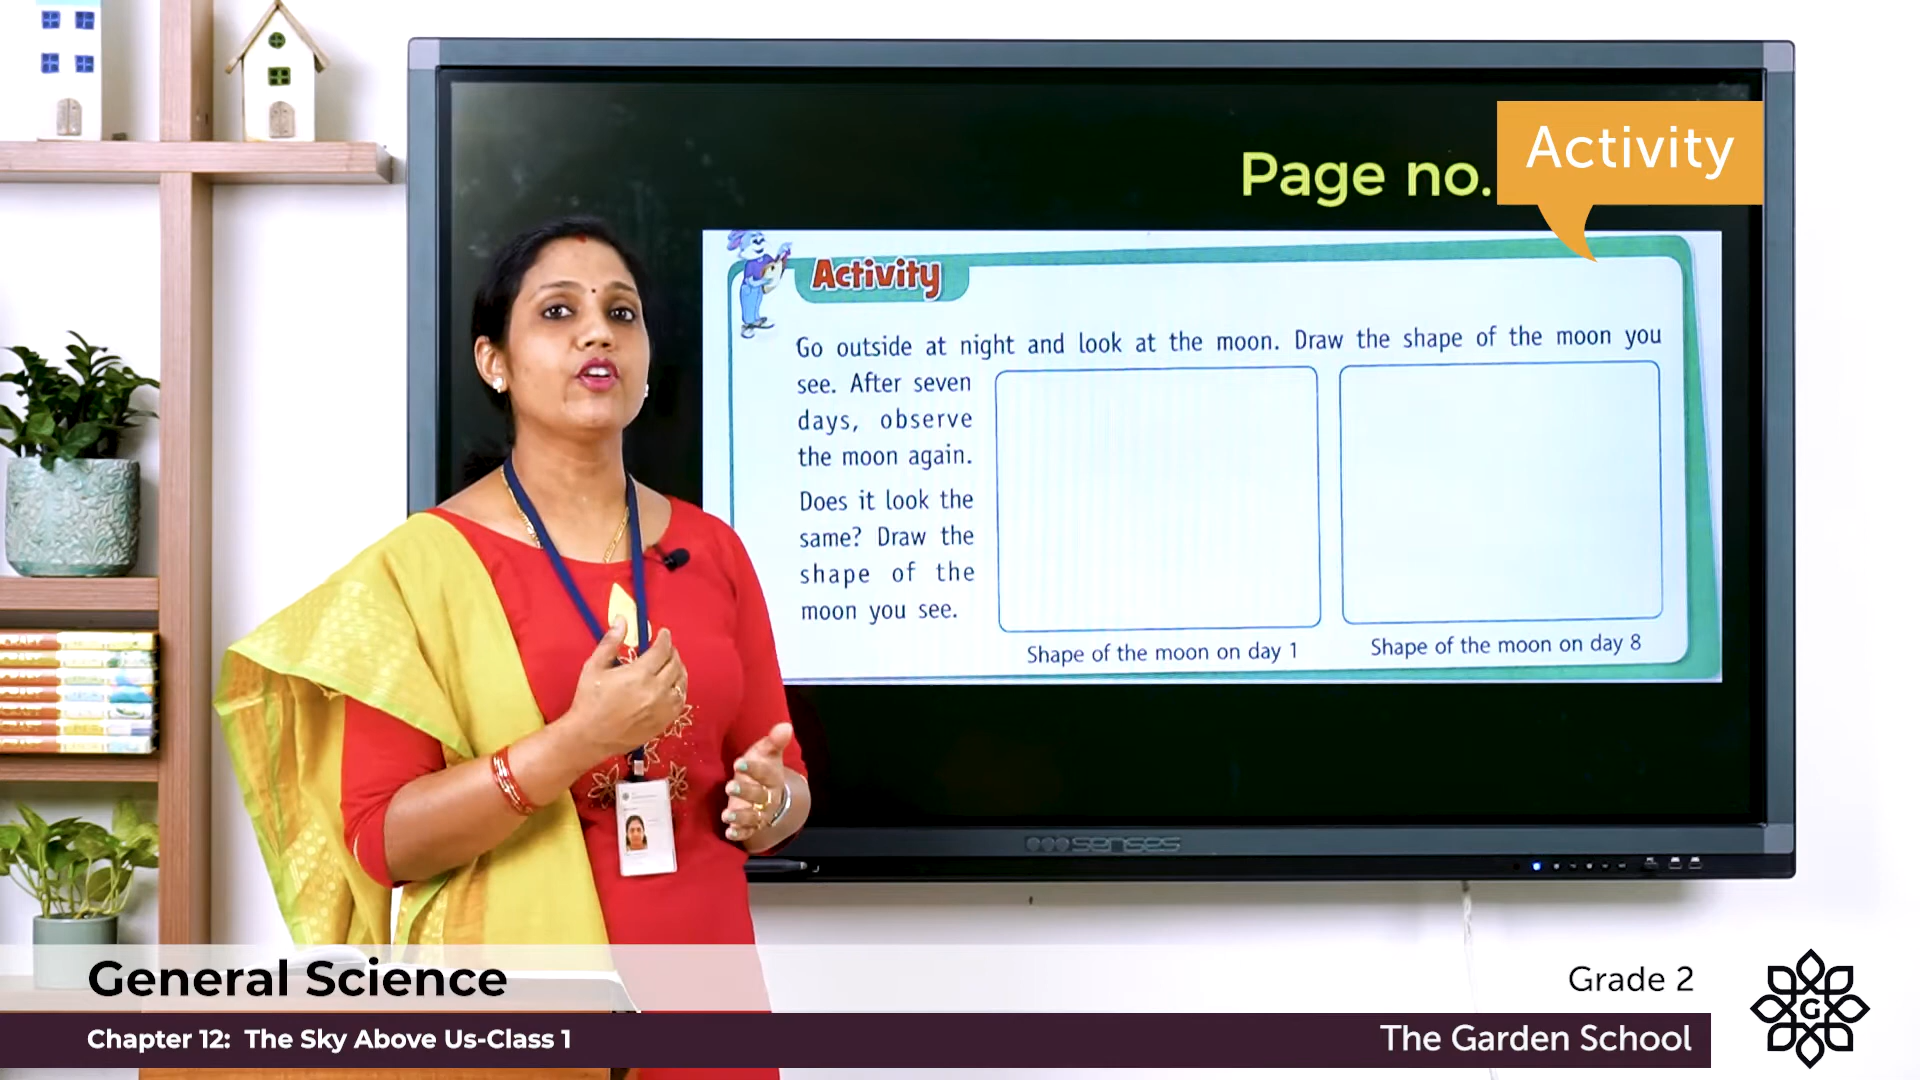 Page no.
Activity
Activity
Go outside at night and look at the moon. Draw the shape of the moon you
see. After seven
days, observe
the moon again.
Does it look the
same? Draw the
shape of the
moon you see.
Shape of the moon on day 1
Shape of the moon on day 8
senses
General Science
Grade 2
Chapter 12: The Sky Above Us-Class 1
The Garden School
G